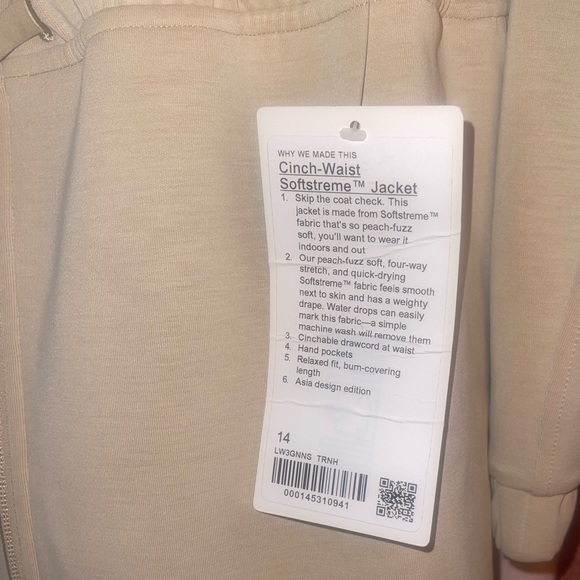 WHY WE MADE THIS
Cinch-Waist
Softstreme™ Jacket
1. Skip the coat check. This
jacket is made from Softstreme™
fabric that's so peach-fuzz
soft, you'll want to wear it
indoors and out
2. Our peach-fuzz soft, four-way
stretch, and quick-drying
Softstreme™ fabric feels smooth
next to skin and has a weighty
drape. Water drops can easily
mark this fabric—a simple
machine wash will remove them
3. Cinchable drawcord at waist
4. Hand pockets
5. Relaxed fit, bum-covering
length
6. Asia design edition
14
LW3GNNS TRNH
000145310941